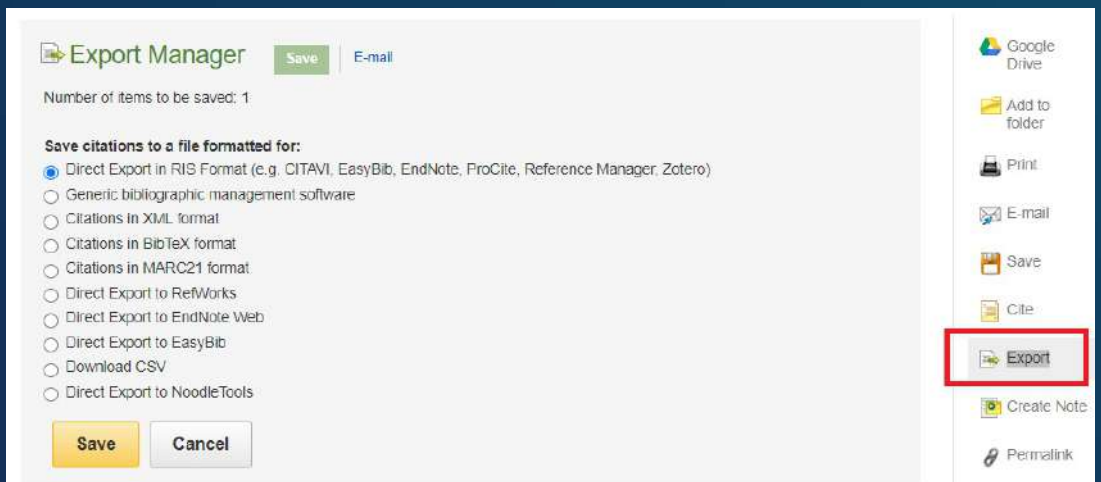 Export Manager Save E-mail
Number of items to be saved: 1
Save citations to a file formatted for:
Direct Export in RIS Format (e.g. CITAVI, EasyBib, EndNote, ProCite, Reference Manager, Zotero)
Generic bibliographic management software
Citations in XML format
Citations in BibTeX format
Citations in MARC21 format
Direct Export to RefWorks
Direct Export to EndNote Web
Direct Export to EasyBib
Download CSV
Direct Export to NoodleTools
Save Cancel
Google
Drive
Add to
folder
Print
E-mail
Save
Cite
Export
Create Note
Permalink